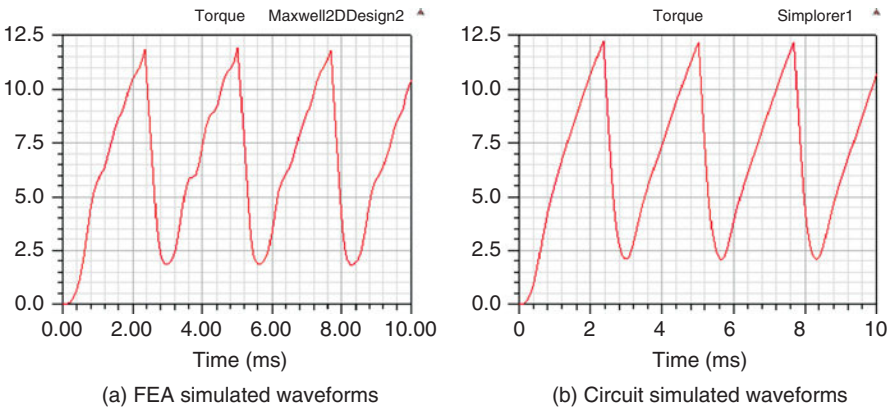 Torque Maxwell2DDesign2
12.5
10.0
7.5
5.0
2.5
0.0
0.00 2.00 4.00 6.00 8.00 10.00
Time (ms)
(a) FEA simulated waveforms
Torque Simplorer1
12.5
10.0
7.5
5.0
2.5
0.0
0 2 4 6 8 10
Time (ms)
(b) Circuit simulated waveforms